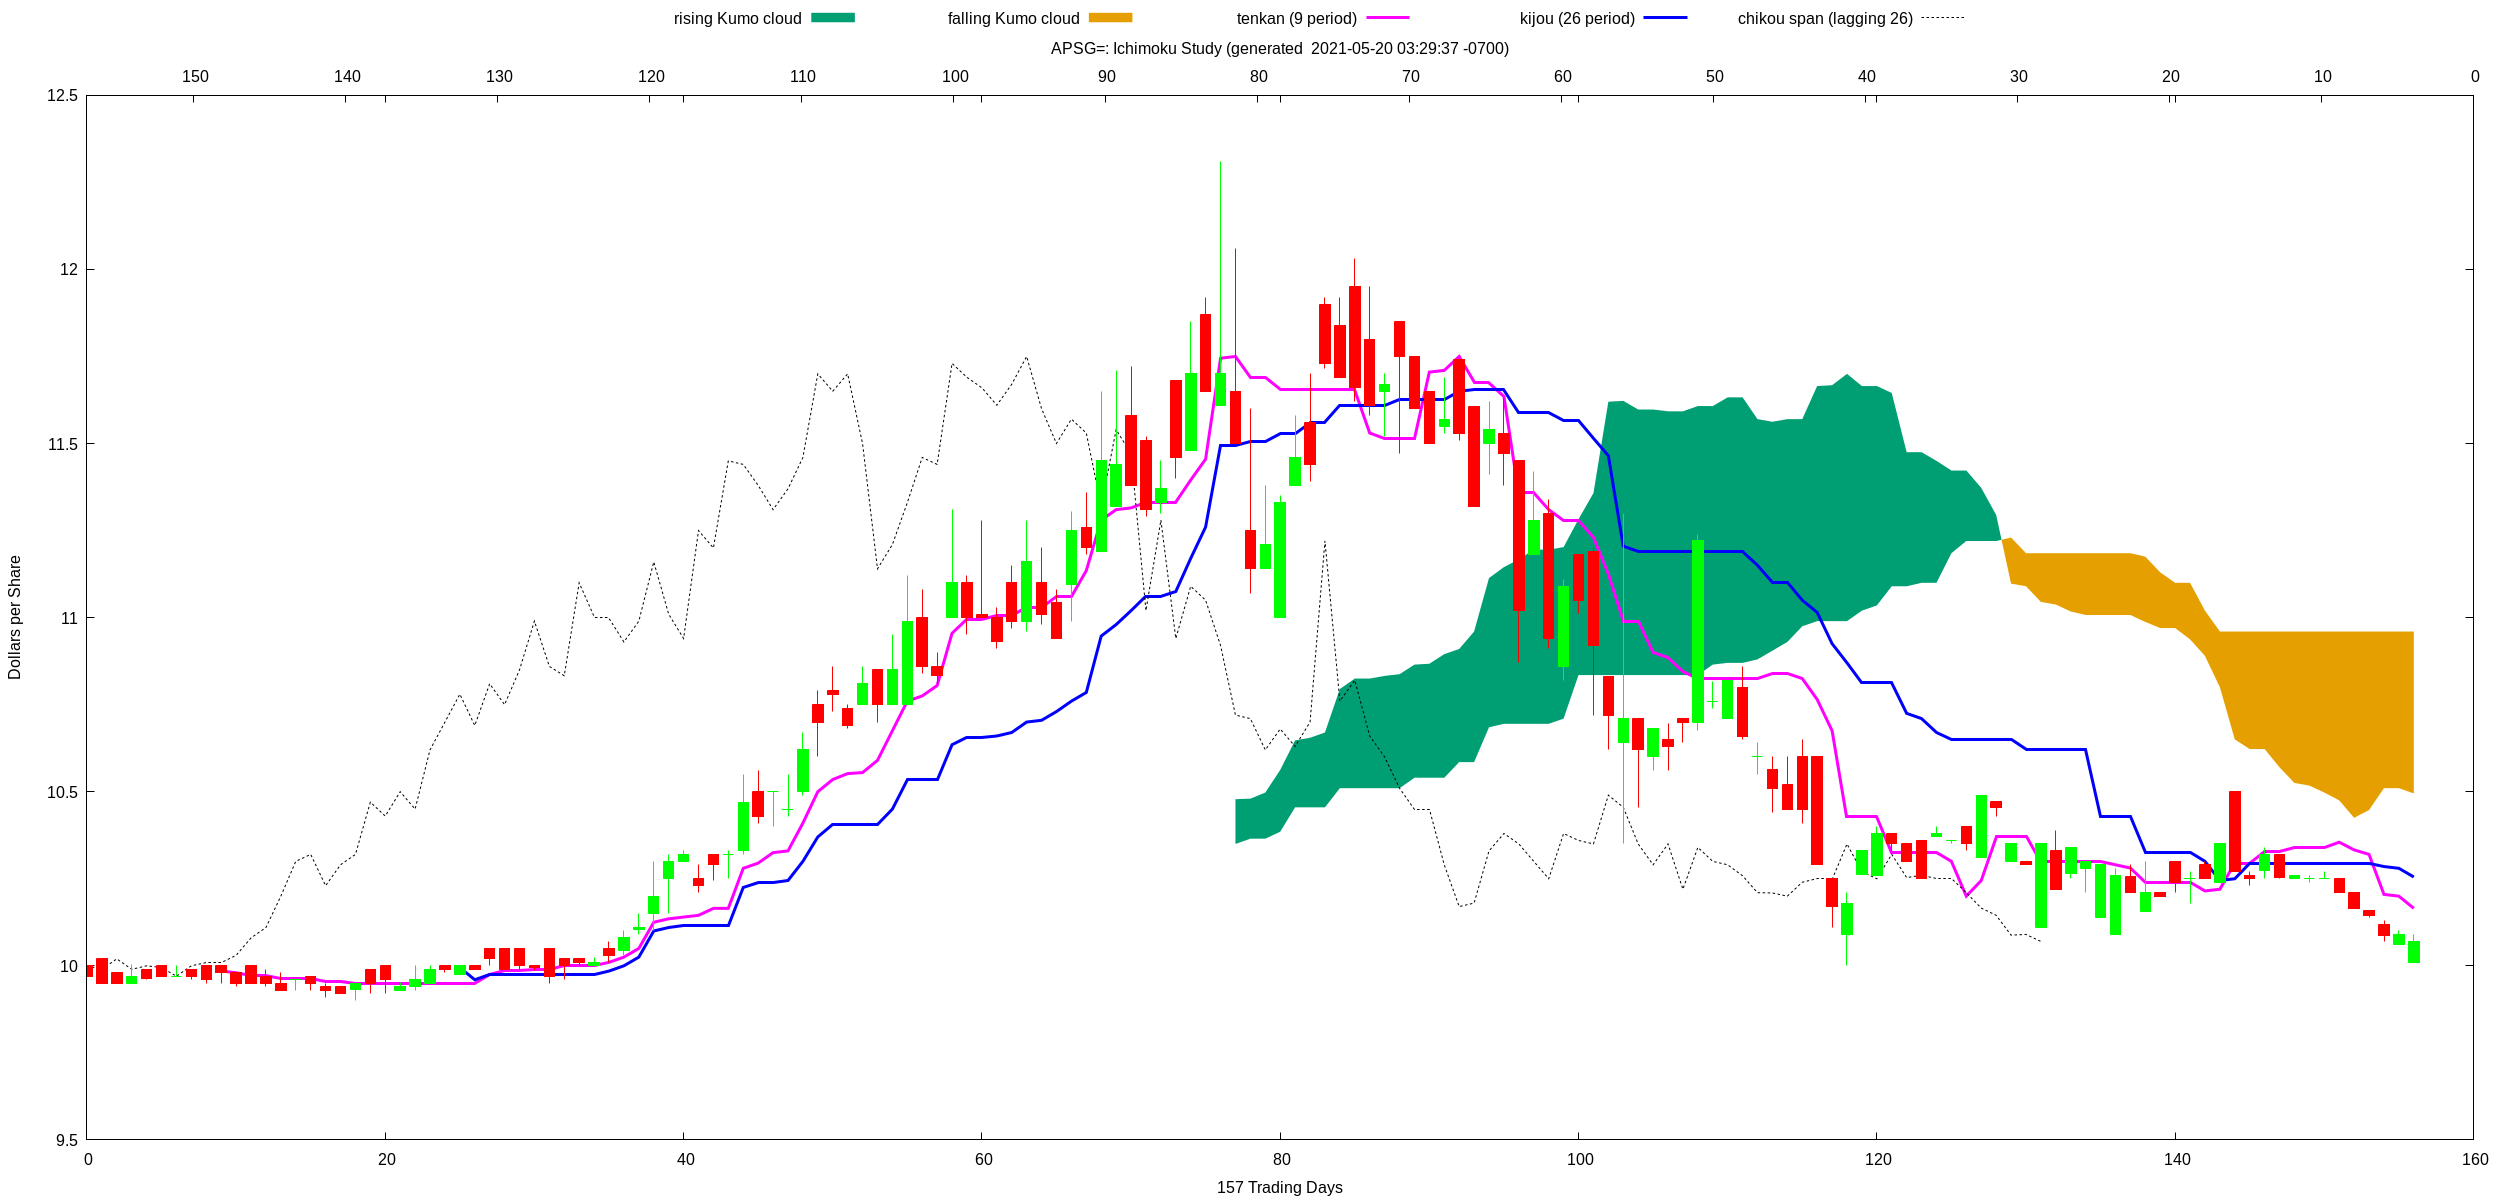 rising Kumo cloud falling Kumo cloud tenkan (9 period) kijou (26 period) chikou span (lagging 26)
APSG=: Ichimoku Study (generated  2021-05-20 03:29:37 -0700)
150 140 130 120 110 100 90 80 70 60 50 40 30 20 10 0
12.5
12
11.5
11
10.5
10
9.5
Dollars per Share
0 20 40 60 80 100 120 140 160
157 Trading Days